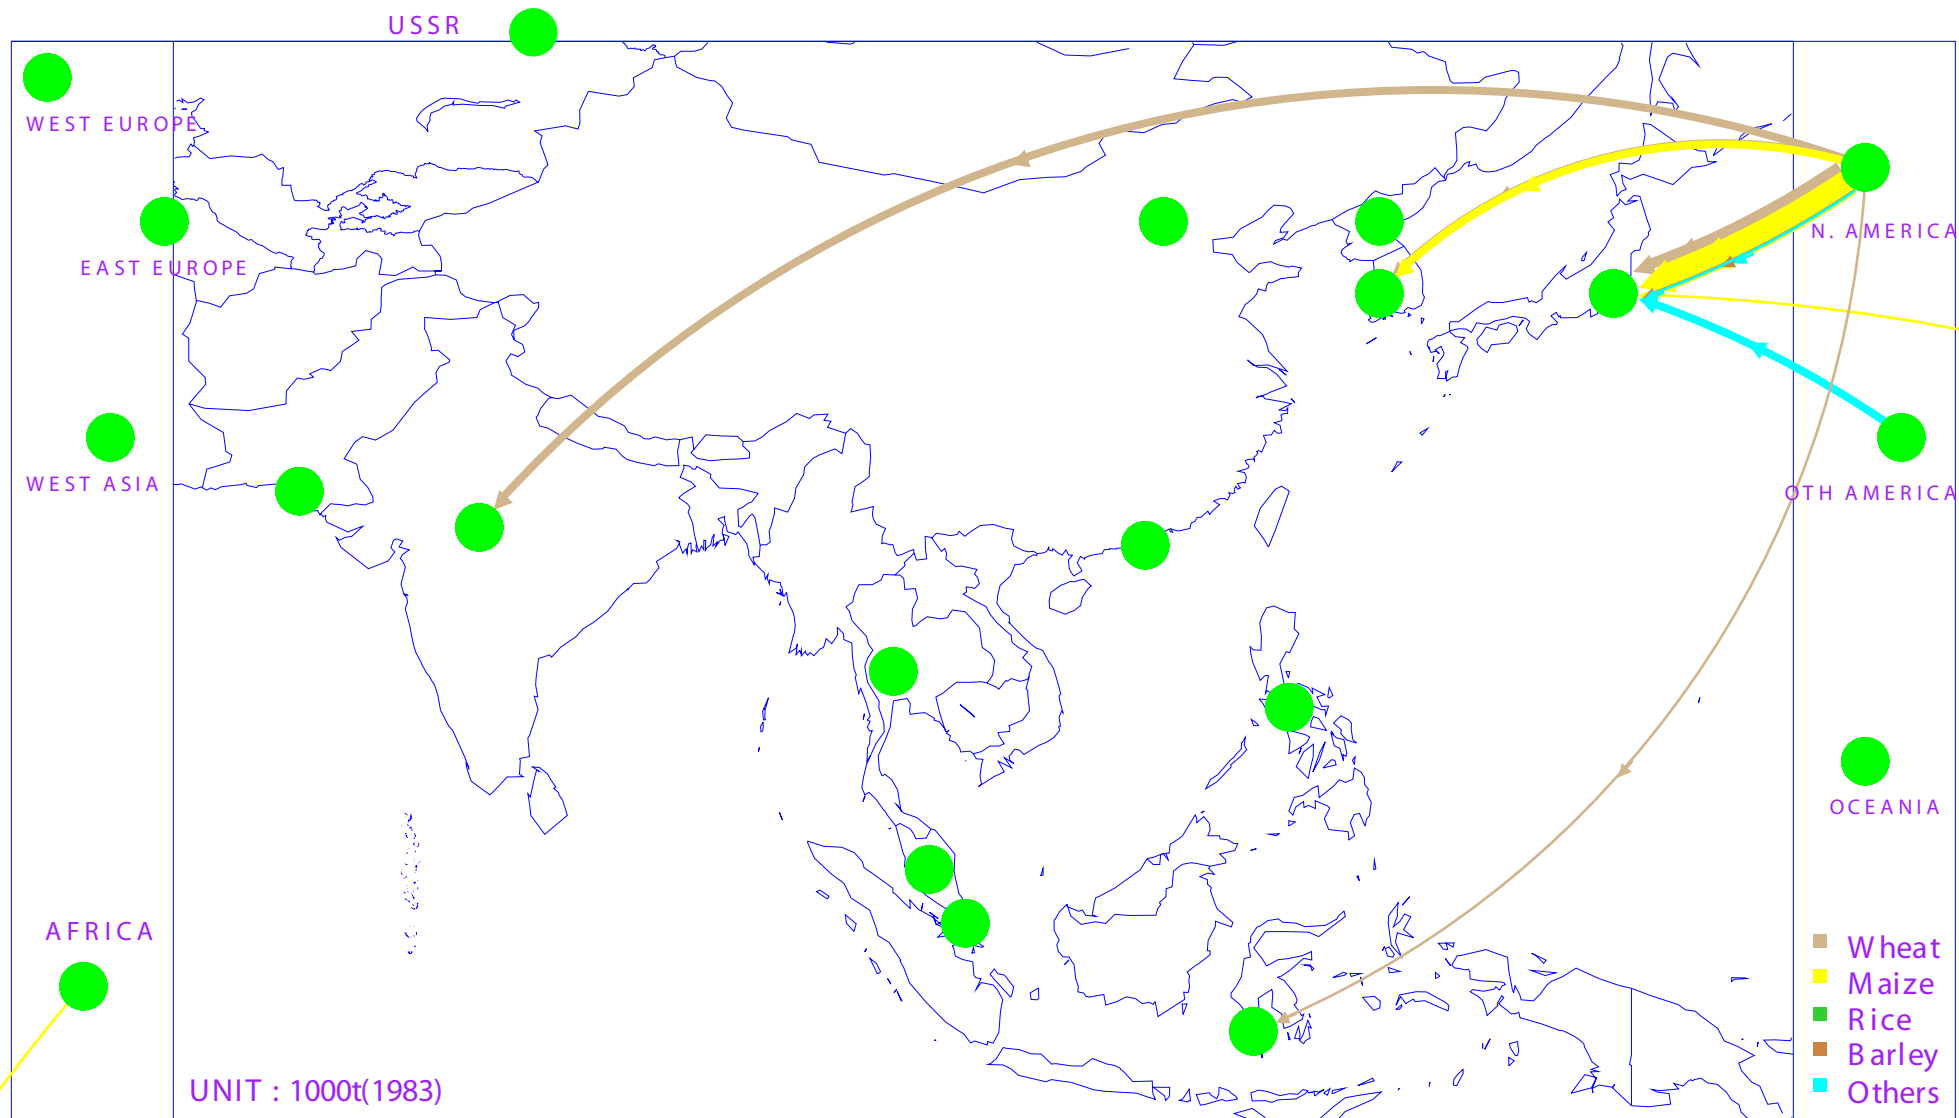 USSR
WEST EUROPE
N. AMERICA
EAST EUROPE
WEST ASIA
OTH AMERICA
OCEANIA
AFRICA
Wheat
Maize
Rice
Barley
Others
UNIT : 1000t(1983)